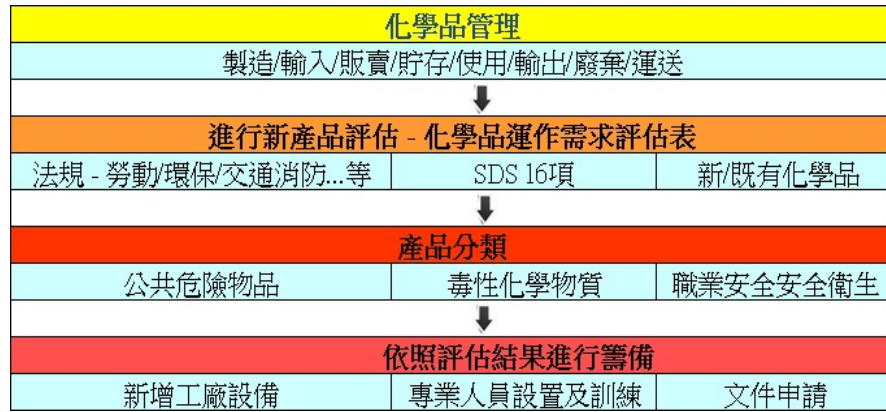 化學品管理
製造/輸入/販賣/貯存/使用/輸出/廢棄/運送
進行新產品評估 - 化學品運作需求評估表
法規 - 勞動/環保/交通消防...等 SDS 16項 新/既有化學品
產品分類
公共危險物品 毒性化學物質 職業安全安全衛生
依照評估結果進行籌備
新增工廠設備 專業人員設置及訓練 文件申請